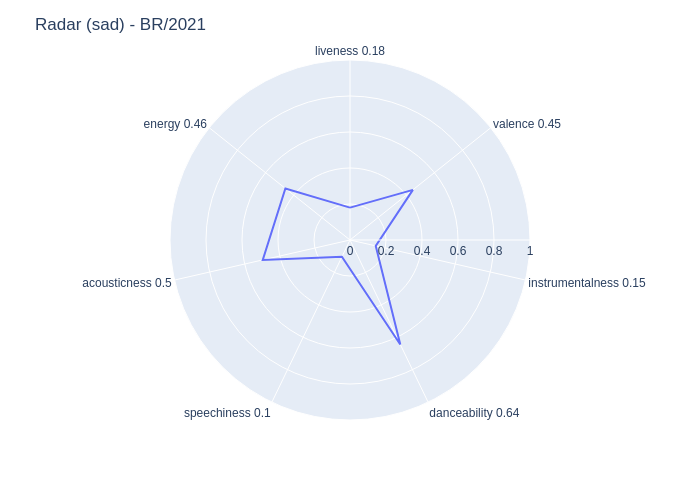 Radar (sad) - BR/2021
liveness 0.18
energy 0.46
valence 0.45
0 0.2 0.4 0.6 0.8 1
acousticness 0.5
instrumentalness 0.15
speechiness 0.1
danceability 0.64